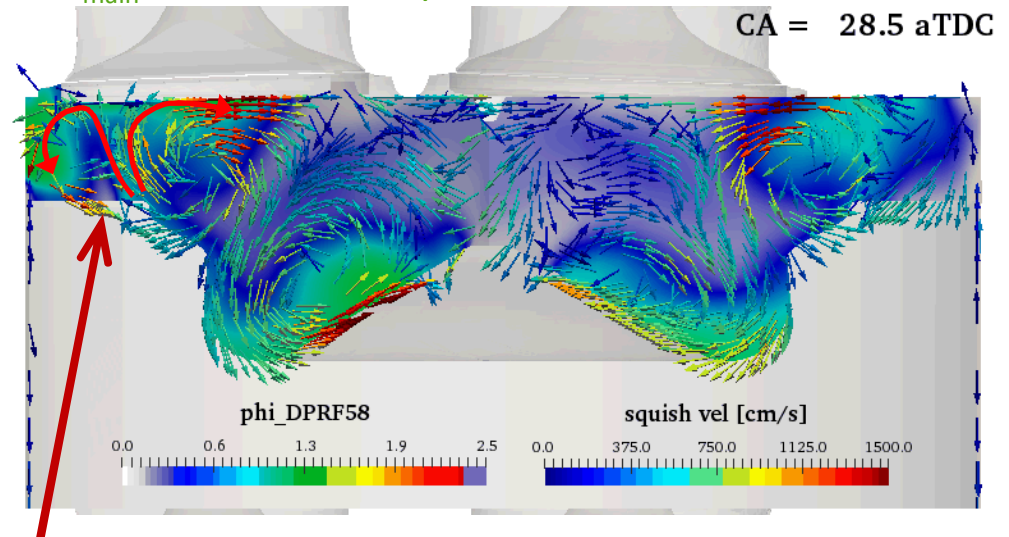 main
CA = 28.5 aTDC
phi_DPRF58
squish vel [cm/s]
0.0 0.6 1.3 1.9 2.5
0.0 375.0 750.0 1125.0 1500.0